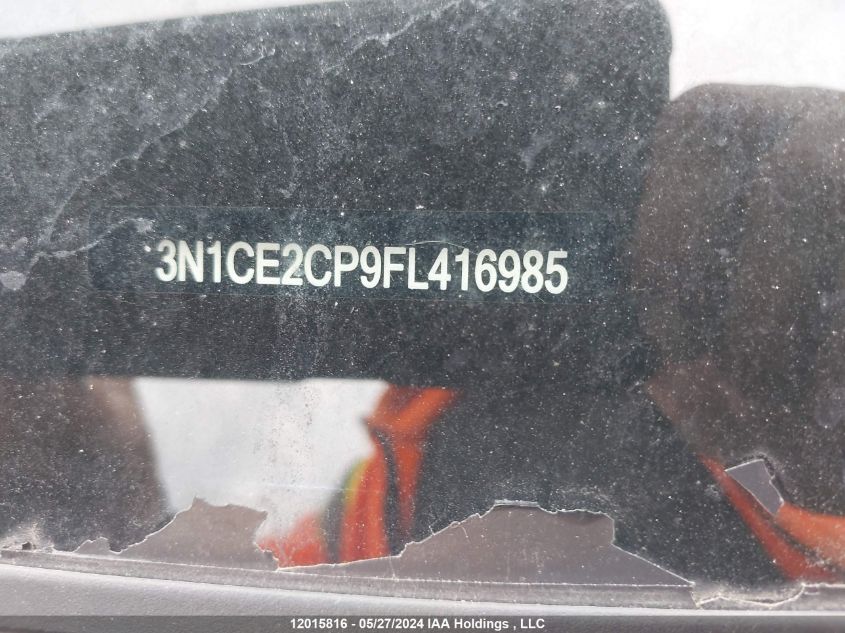 3N1CE2CP9FL416985
12015816 - 05/27/2024 IAA Holdings , LLC